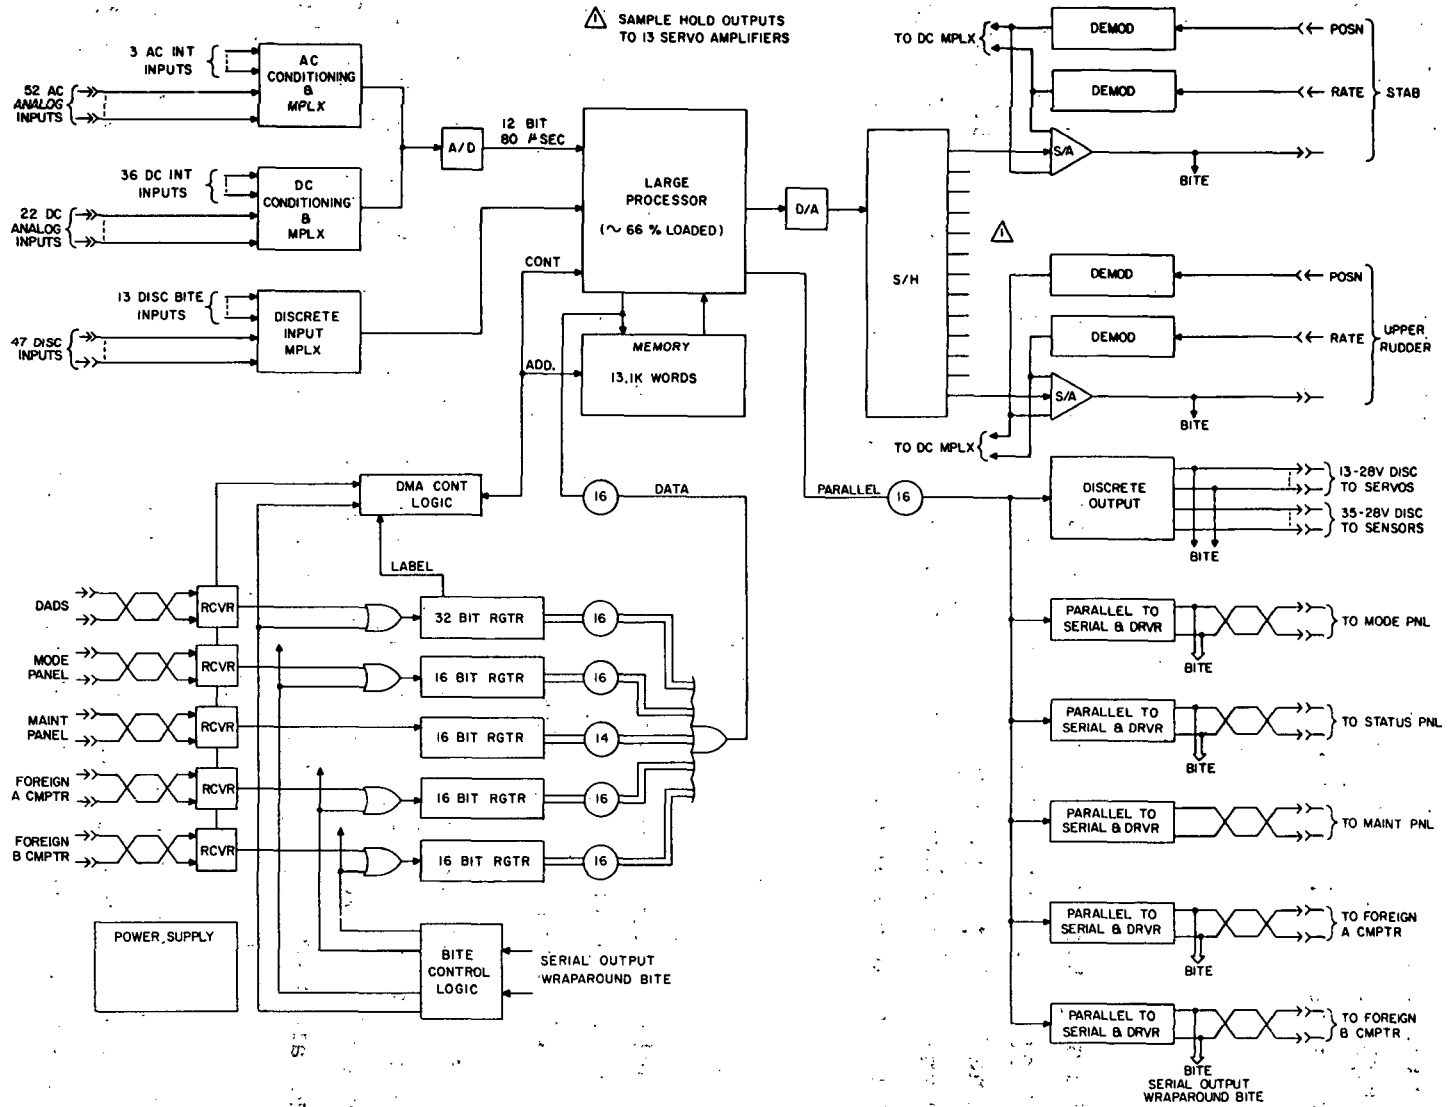 1 SAMPLE HOLD OUTPUTS
TO 13 SERVO AMPLIFIERS
3 AC INT
INPUTS
52 AC
ANALOG
INPUTS
AC
CONDITIONING
&
MPLX
36 DC INT
INPUTS
22 DC
ANALOG
INPUTS
DC
CONDITIONING
&
MPLX
13 DISC BITE
INPUTS
47 DISC
INPUTS
DISCRETE
INPUT
MPLX
A/D
12 BIT
80 μSEC
LARGE
PROCESSOR
(~ 66 % LOADED)
CONT
ADD.
MEMORY
13.1K WORDS
D/A
S/H
TO DC MPLX
DEMOD
POSN
DEMOD
RATE
STAB
S/A
BITE
1
DEMOD
POSN
DEMOD
RATE
UPPER
RUDDER
S/A
BITE
TO DC MPLX
DMA CONT
LOGIC
16
DATA
PARALLEL
16
DISCRETE
OUTPUT
13-28V DISC
TO SERVOS
35-28V DISC
TO SENSORS
BITE
LABEL
DADS
RCVR
32 BIT RGTR
16
MODE
PANEL
RCVR
16 BIT RGTR
16
MAINT
PANEL
RCVR
16 BIT RGTR
14
FOREIGN
A CMPTR
RCVR
16 BIT RGTR
16
FOREIGN
B CMPTR
RCVR
16 BIT RGTR
16
POWER SUPPLY
BITE
CONTROL
LOGIC
SERIAL OUTPUT
WRAPAROUND BITE
PARALLEL TO
SERIAL & DRVR
TO MODE PNL
BITE
PARALLEL TO
SERIAL & DRVR
TO STATUS PNL
BITE
PARALLEL TO
SERIAL & DRVR
TO MAINT PNL
PARALLEL TO
SERIAL & DRVR
TO FOREIGN
A CMPTR
BITE
PARALLEL TO
SERIAL & DRVR
TO FOREIGN
B CMPTR
BITE
SERIAL OUTPUT
WRAPAROUND BITE